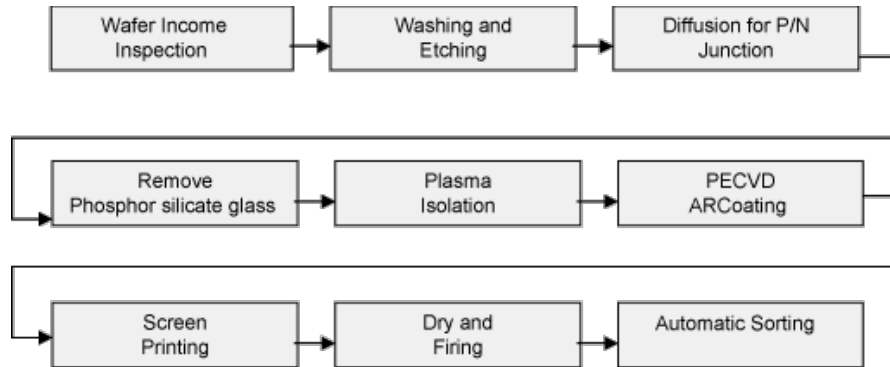 Wafer Income
Inspection
Washing and
Etching
Diffusion for P/N
Junction
Remove
Phosphor silicate glass
Plasma
Isolation
PECVD
ARCoating
Screen
Printing
Dry and
Firing
Automatic Sorting